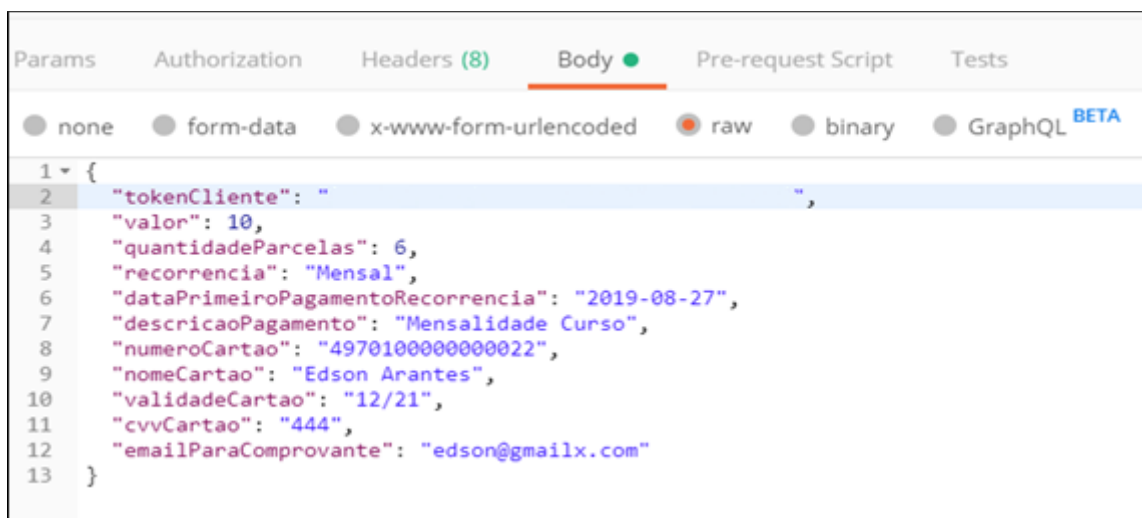 Params Authorization Headers (8) Body Pre-request Script Tests
none form-data x-www-form-urlencoded raw binary GraphQL BETA
1 {
2 "tokenCliente": " ",
3 "valor": 10,
4 "quantidadeParcelas": 6,
5 "recorrencia": "Mensal",
6 "dataPrimeiroPagamentoRecorrencia": "2019-08-27",
7 "descricaoPagamento": "Mensalidade Curso",
8 "numeroCartao": "4970100000000022",
9 "nomeCartao": "Edson Arantes",
10 "validadeCartao": "12/21",
11 "cvvCartao": "444",
12 "emailParaComprovante": "edson@gmailx.com"
13 }